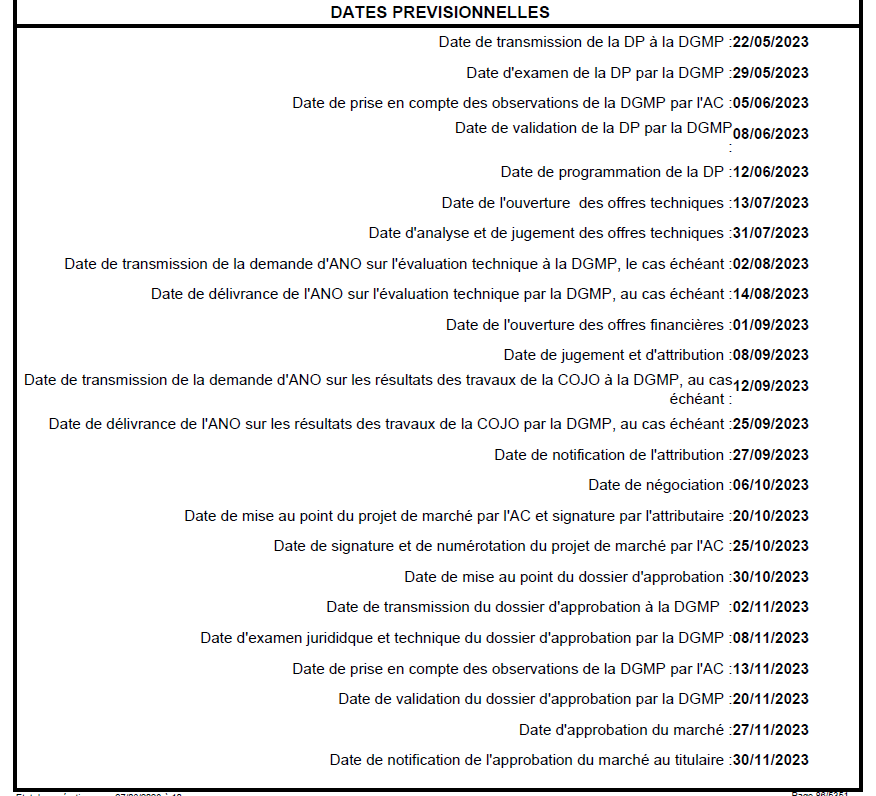 DATES PREVISIONNELLES
Date de transmission de la DP à la DGMP :22/05/2023
Date d'examen de la DP par la DGMP :29/05/2023
Date de prise en compte des observations de la DGMP par l'AC :05/06/2023
Date de validation de la DP par la DGMP 08/06/2023
:
Date de programmation de la DP :12/06/2023
Date de l'ouverture des offres techniques :13/07/2023
Date d'analyse et de jugement des offres techniques :31/07/2023
Date de transmission de la demande d'ANO sur l'évaluation technique à la DGMP, le cas échéant :02/08/2023
Date de délivrance de l'ANO sur l'évaluation technique par la DGMP, au cas échéant :14/08/2023
Date de l'ouverture des offres financières :01/09/2023
Date de jugement et d'attribution :08/09/2023
Date de transmission de la demande d'ANO sur les résultats des travaux de la COJO à la DGMP, au cas 12/09/2023
échéant :
Date de délivrance de l'ANO sur les résultats des travaux de la COJO par la DGMP, au cas échéant :25/09/2023
Date de notification de l'attribution :27/09/2023
Date de négociation :06/10/2023
Date de mise au point du projet de marché par l'AC et signature par l'attributaire :20/10/2023
Date de signature et de numérotation du projet de marché par l'AC :25/10/2023
Date de mise au point du dossier d'approbation :30/10/2023
Date de transmission du dossier d'approbation à la DGMP :02/11/2023
Date d'examen jurididque et technique du dossier d'approbation par la DGMP :08/11/2023
Date de prise en compte des observations de la DGMP par l'AC :13/11/2023
Date de validation du dossier d'approbation par la DGMP :20/11/2023
Date d'approbation du marché :27/11/2023
Date de notification de l'approbation du marché au titulaire :30/11/2023